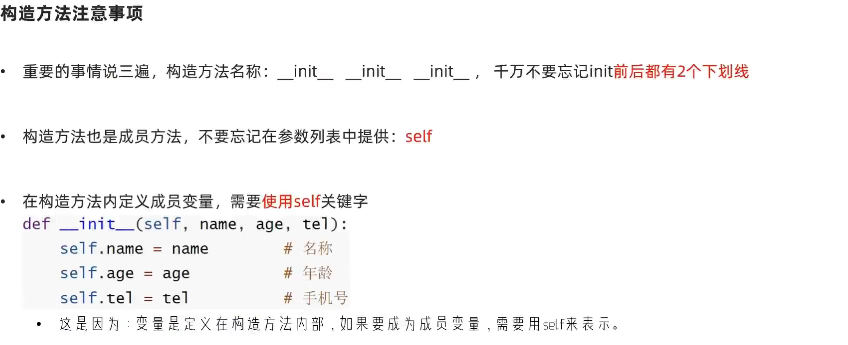 构造方法注意事项
• 重要的事情说三遍，构造方法名称：__init__ __init__ __init__ ， 千万不要忘记init前后都有2个下划线
• 构造方法也是成员方法，不要忘记在参数列表中提供：self
• 在构造方法内定义成员变量，需要使用self关键字
def __init__(self, name, age, tel):
    self.name = name        # 名称
    self.age = age          # 年龄
    self.tel = tel          # 手机号
• 这是因为：变量是定义在构造方法内部，如果要成为成员变量，需要用self来表示。